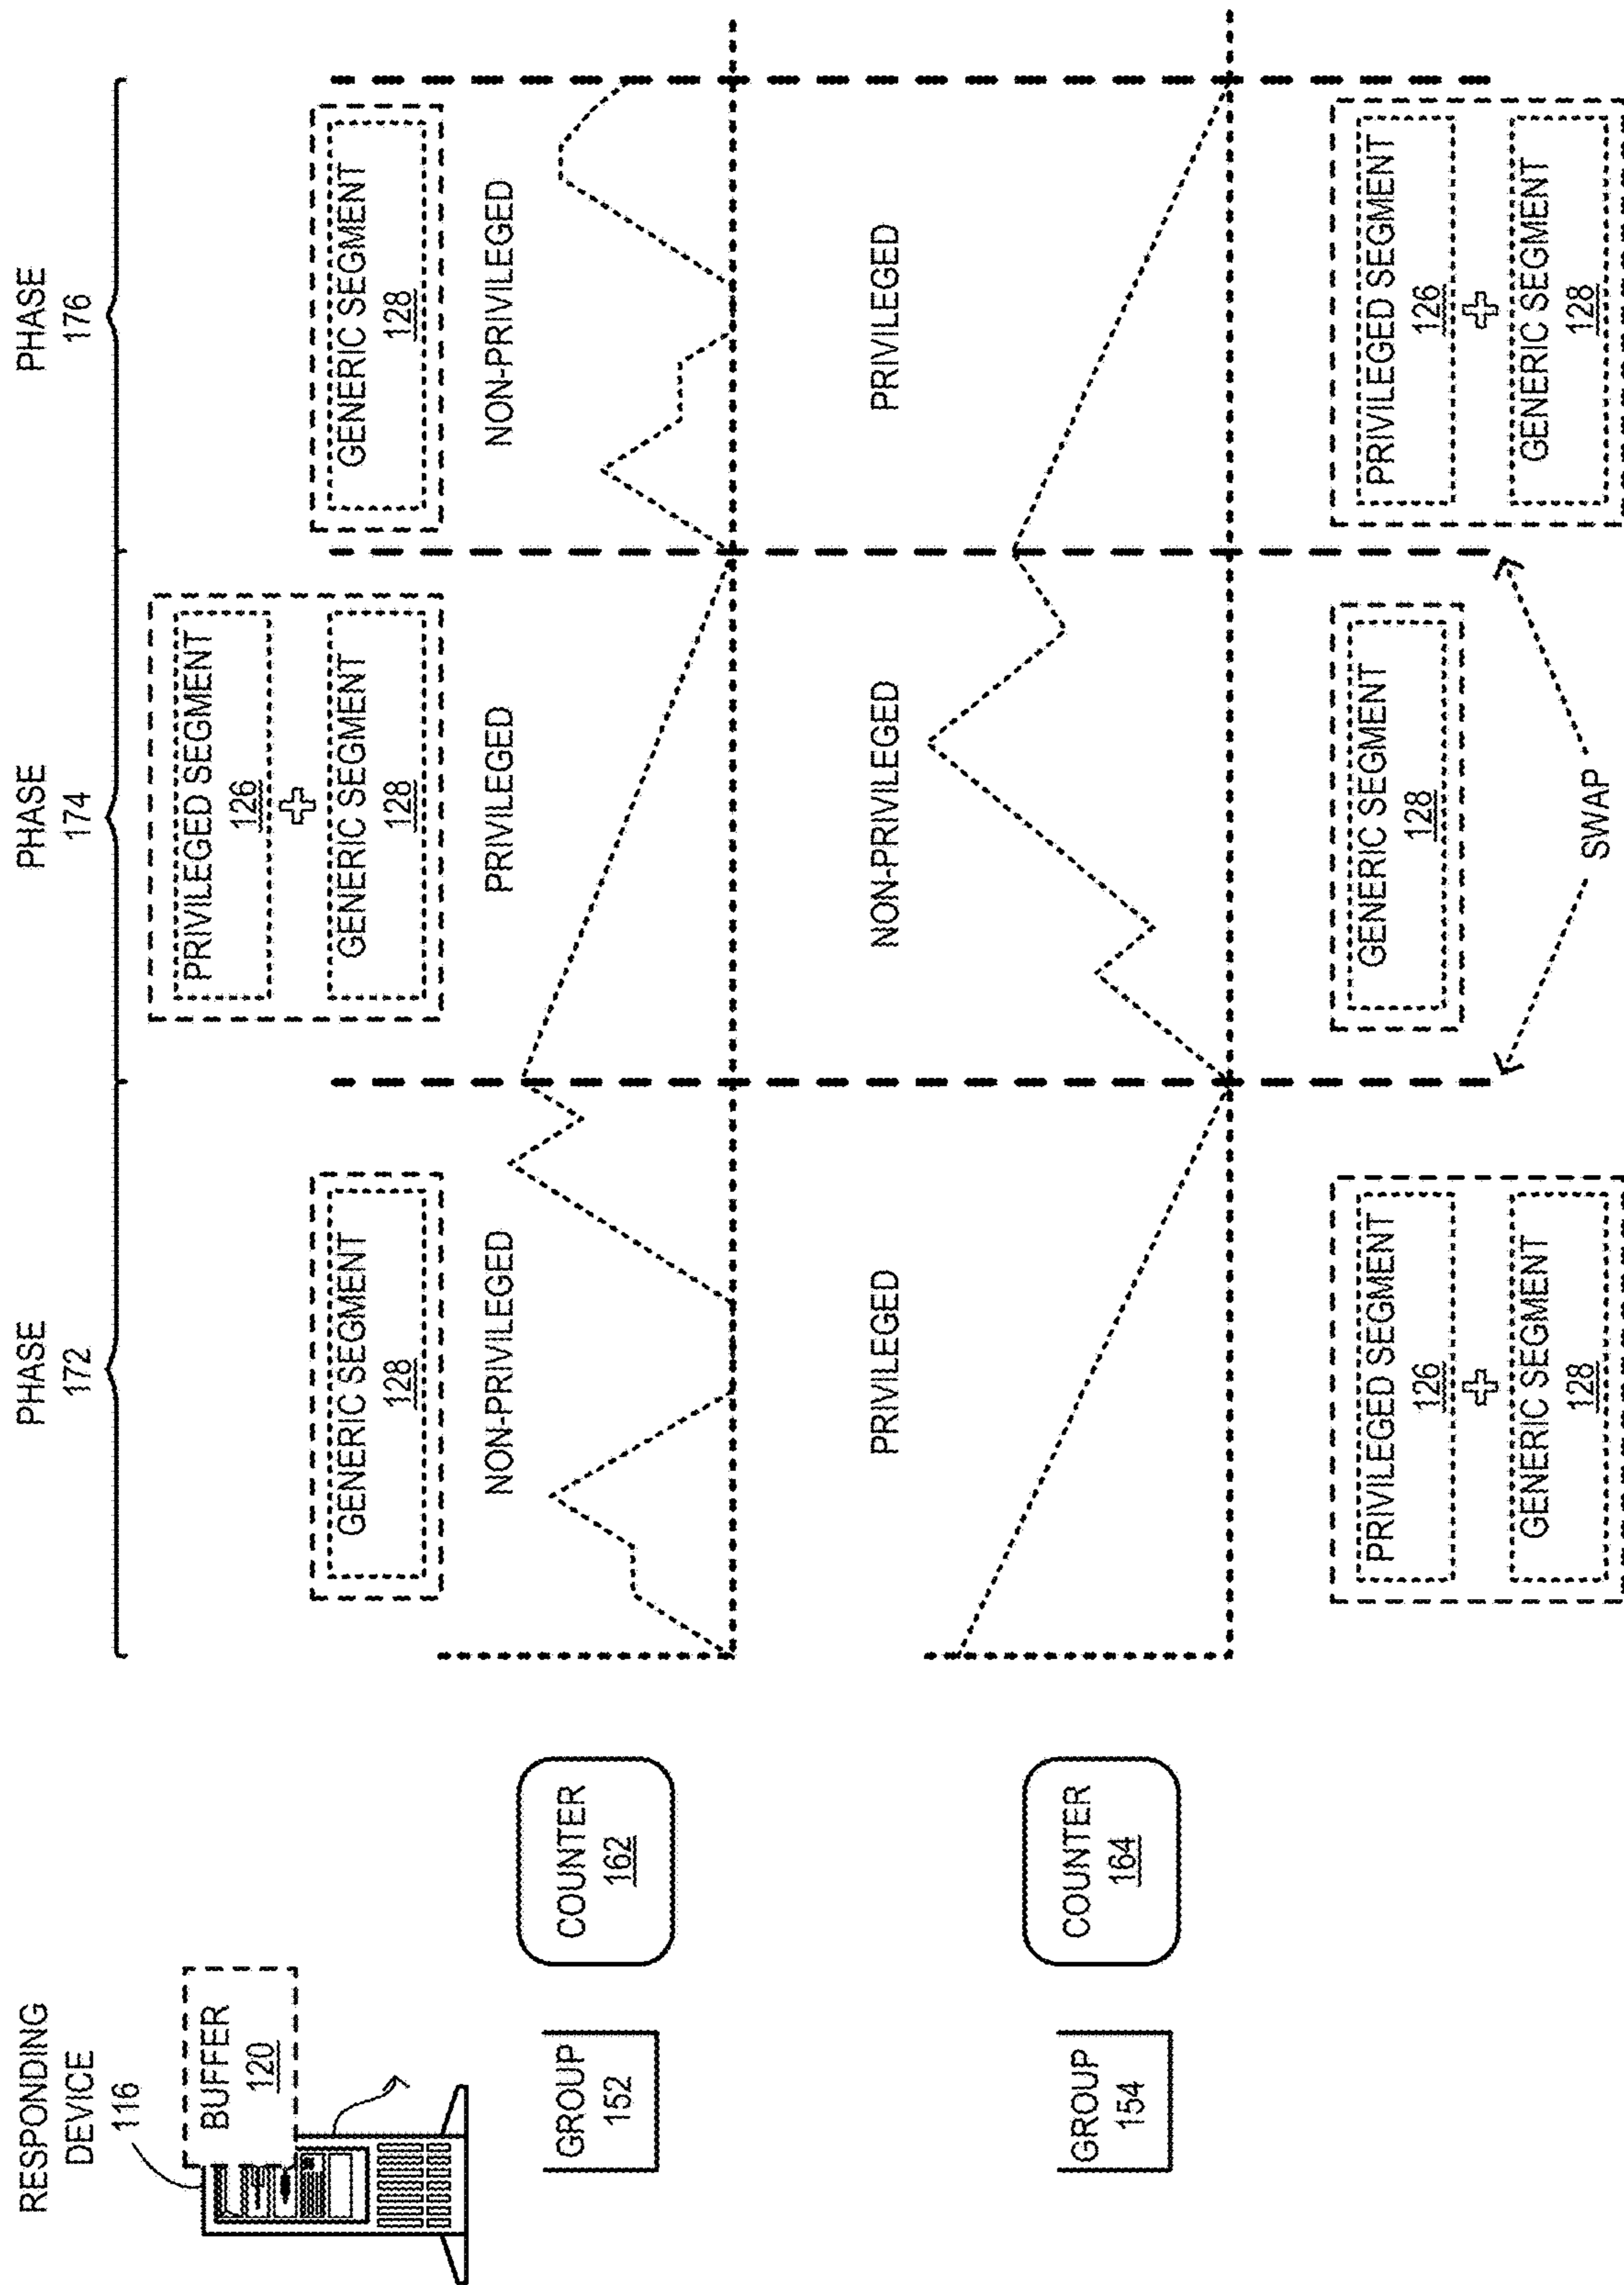 RESPONDING
DEVICE
116
BUFFER
120
PHASE
172
PHASE
174
PHASE
176
GENERIC SEGMENT
128
NON-PRIVILEGED
PRIVILEGED SEGMENT
126
GENERIC SEGMENT
128
PRIVILEGED
GENERIC SEGMENT
128
NON-PRIVILEGED
GROUP
152
COUNTER
162
GROUP
154
COUNTER
164
PRIVILEGED
NON-PRIVILEGED
PRIVILEGED
PRIVILEGED SEGMENT
126
GENERIC SEGMENT
128
GENERIC SEGMENT
128
PRIVILEGED SEGMENT
126
GENERIC SEGMENT
128
SWAP